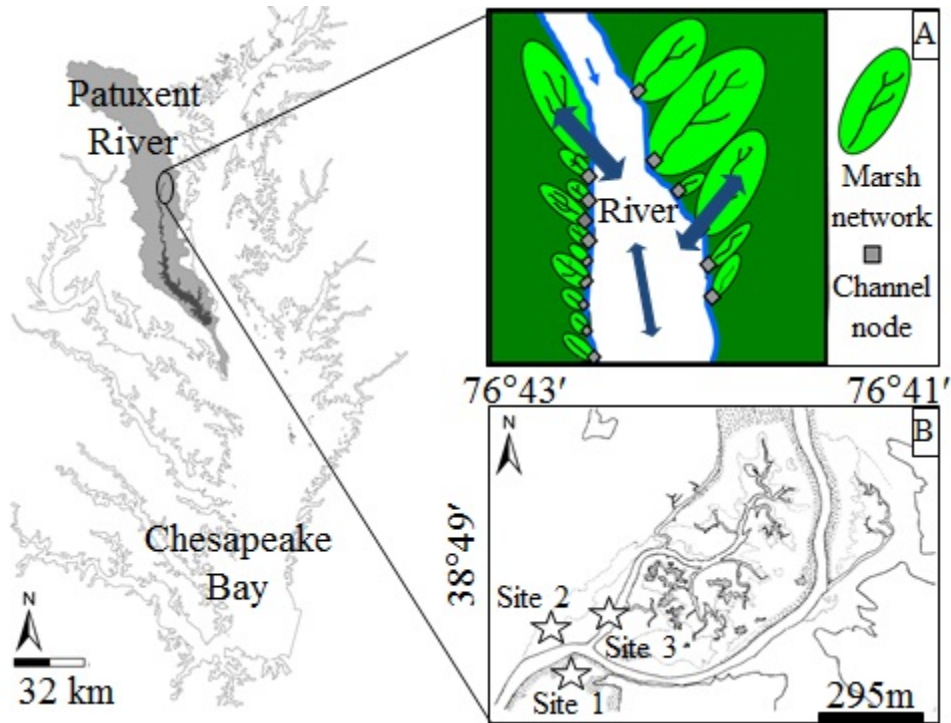 Patuxent
River
Chesapeake
Bay
N
32 km
A
River
Marsh
network
Channel
node
76°43′
76°41′
B
N
38°49′
Site 2
Site 3
Site 1
295m